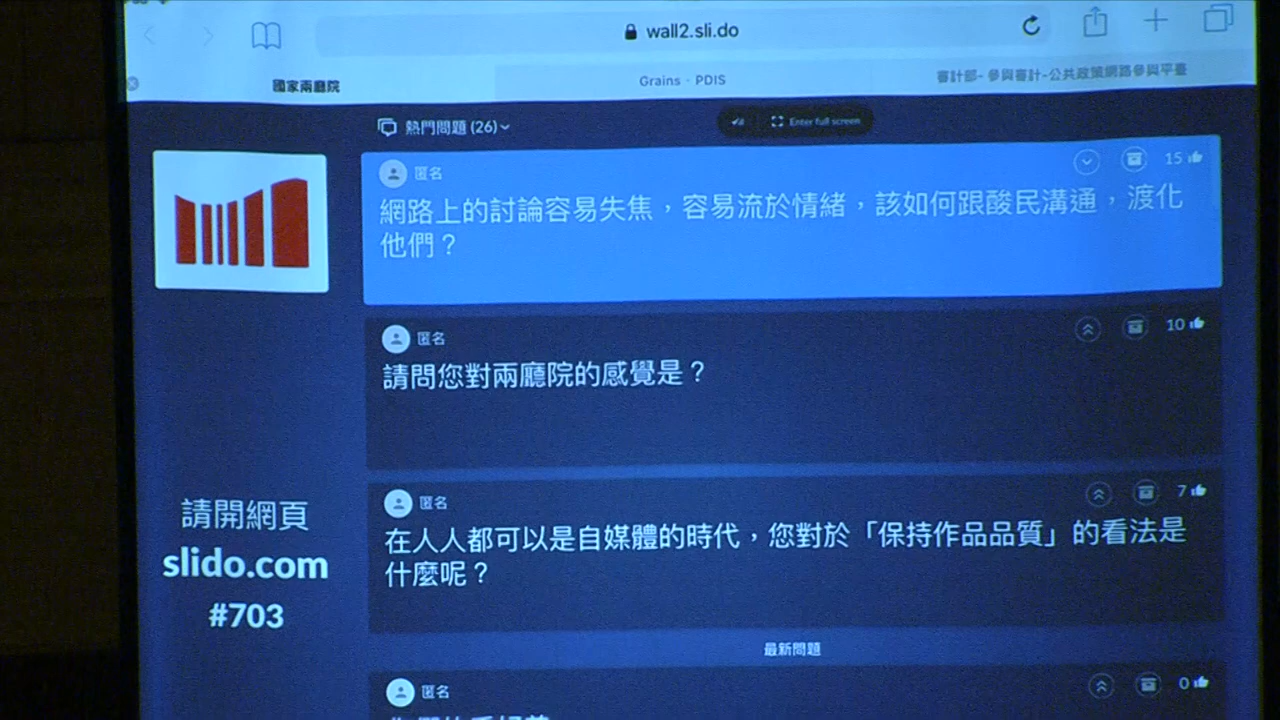 wall2.sli.do
國家兩廳院
Grains · PDIS
審計部- 參與審計-公共政策網路參與平臺
熱門問題 (26)
Enter full screen
匿名
15
網路上的討論容易失焦，容易流於情緒，該如何跟酸民溝通，渡化
他們？
匿名
10
請問您對兩廳院的感覺是？
匿名
7
在人人都可以是自媒體的時代，您對於「保持作品品質」的看法是
什麼呢？
請開網頁
slido.com
#703
最新問題
匿名
0